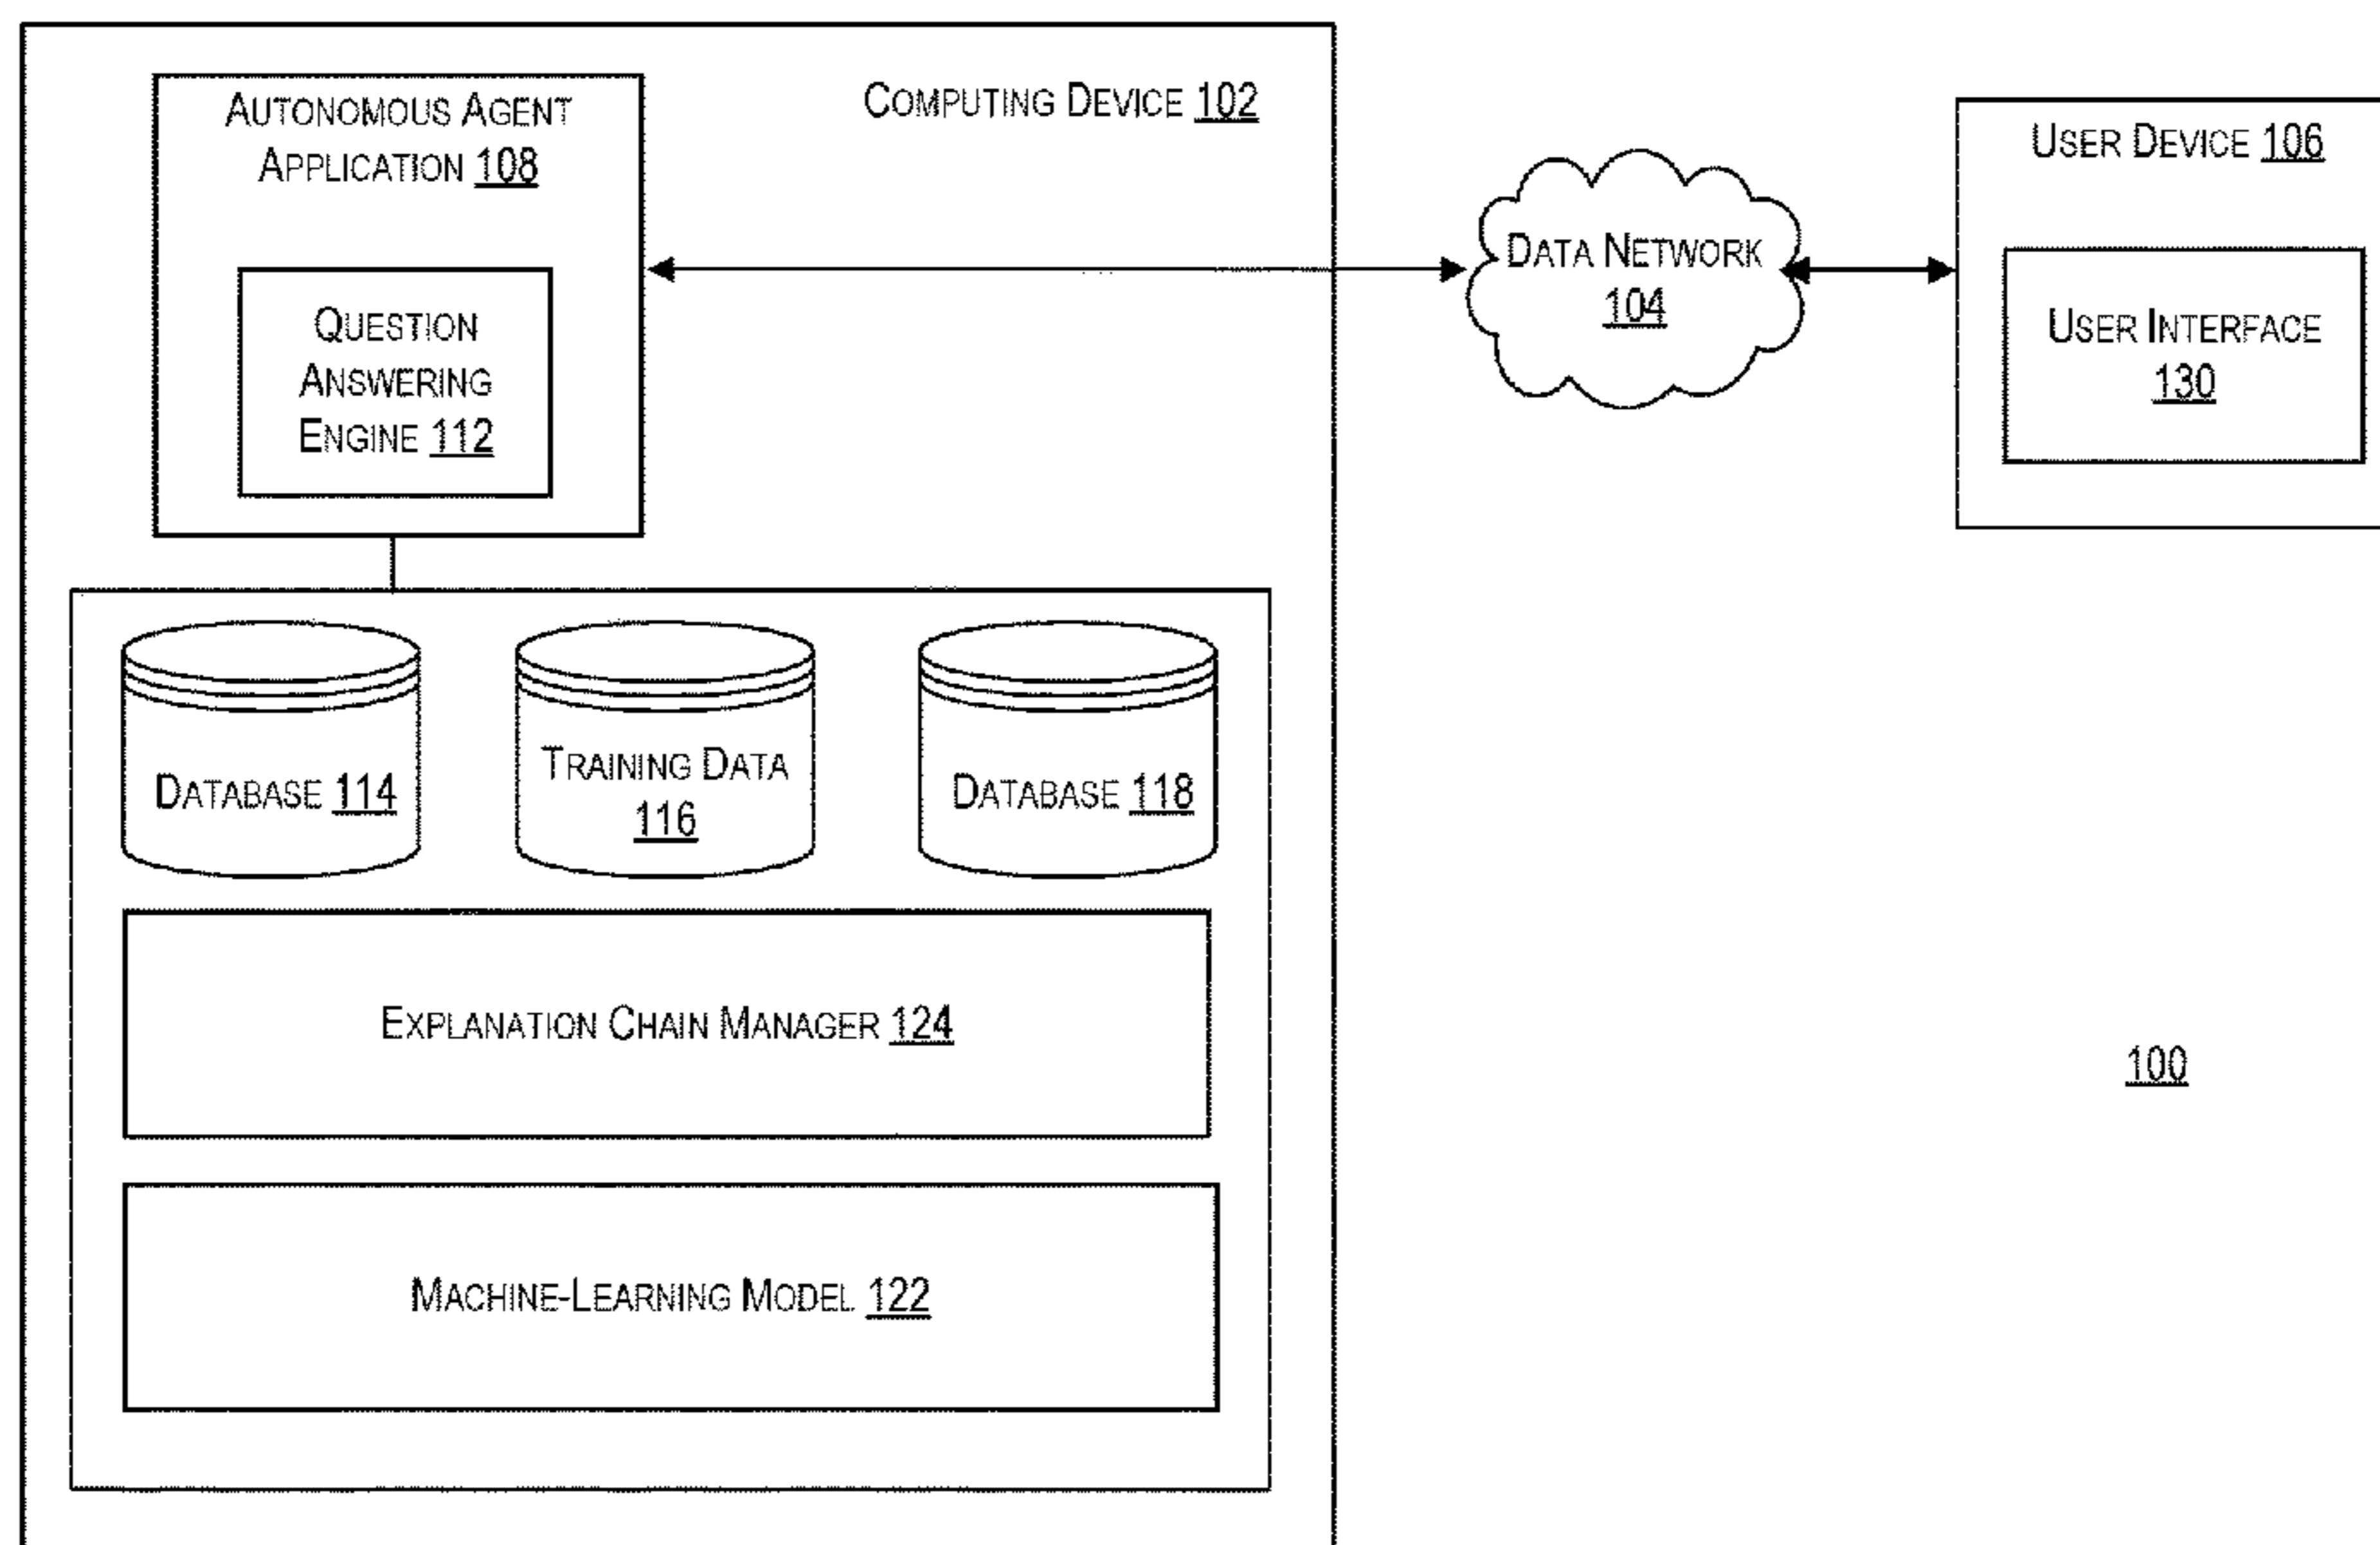 AUTONOMOUS AGENT
APPLICATION 108
COMPUTING DEVICE 102
QUESTION
ANSWERING
ENGINE 112
DATA NETWORK
104
USER DEVICE 106
USER INTERFACE
130
DATABASE 114
TRAINING DATA
116
DATABASE 118
EXPLANATION CHAIN MANAGER 124
MACHINE-LEARNING MODEL 122
100